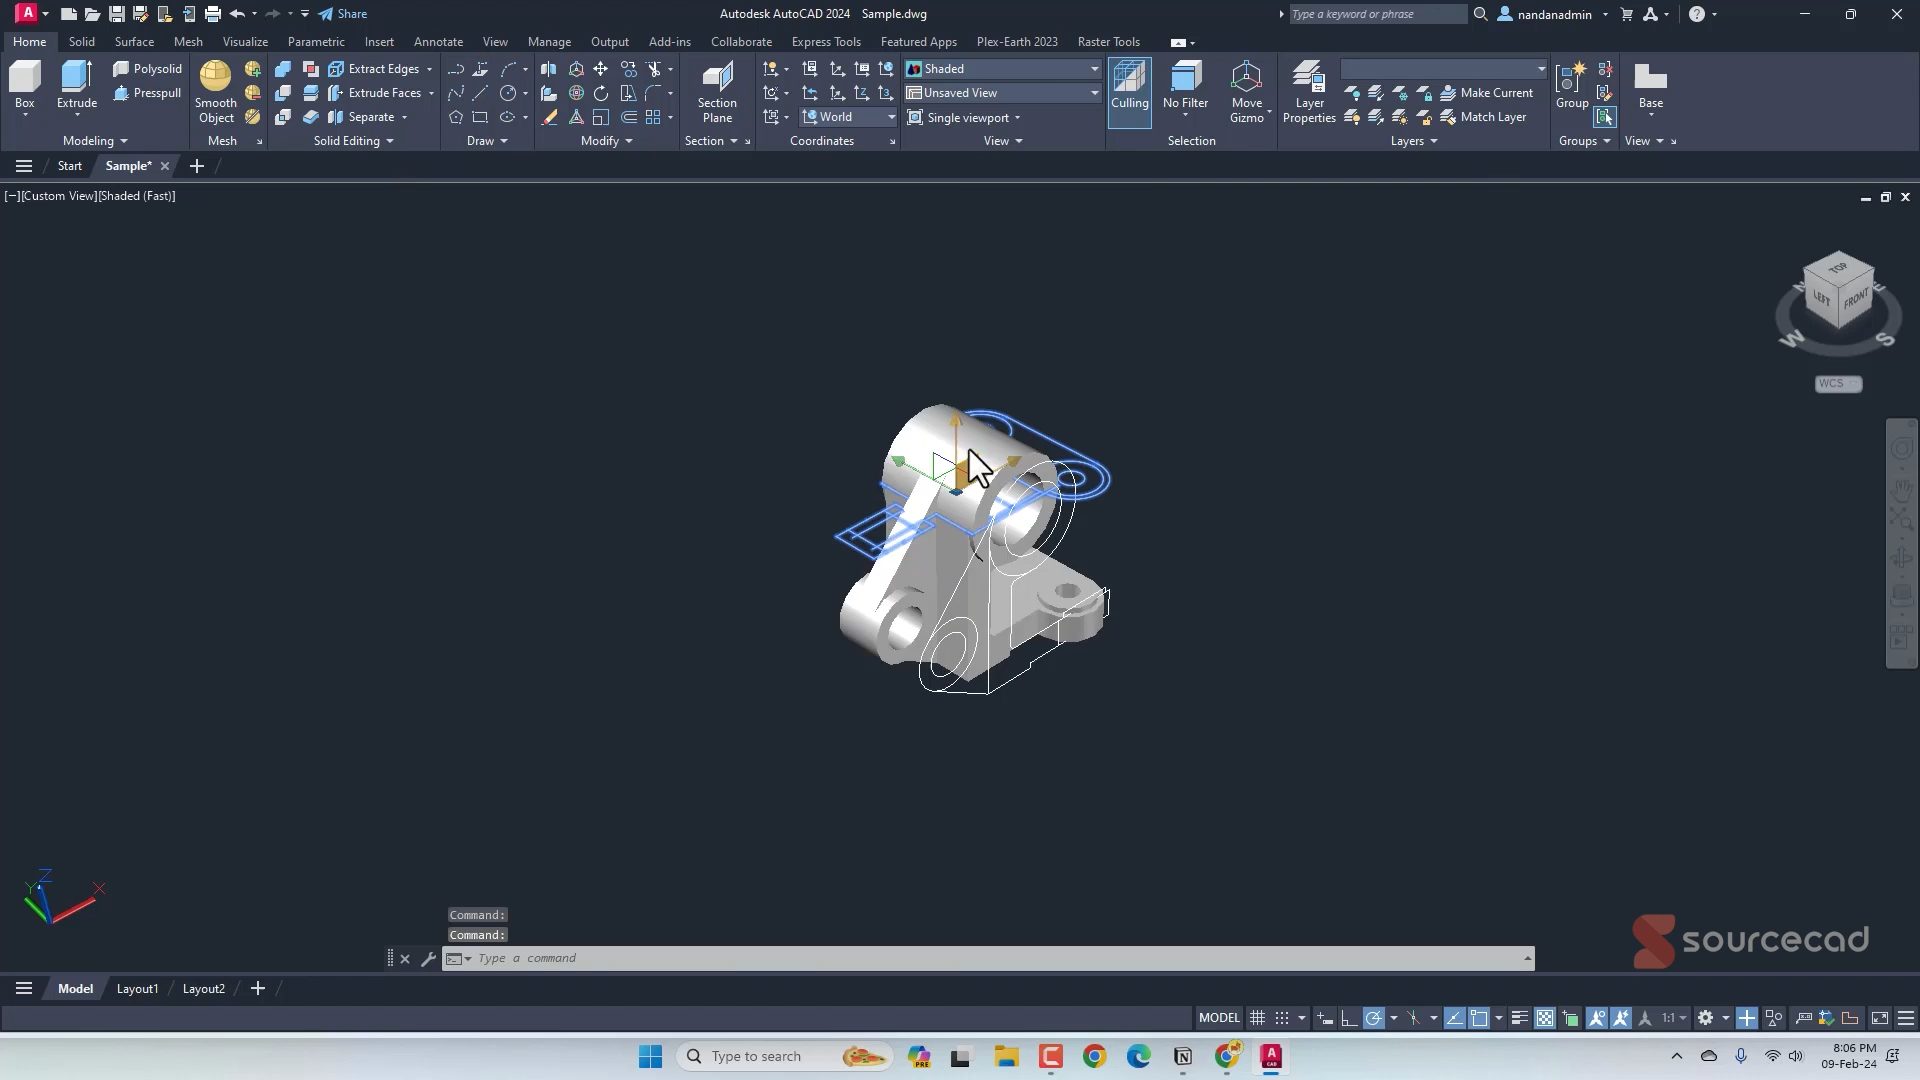 Share
Autodesk AutoCAD 2024 Sample.dwg
Type a keyword or phrase
nandanadmin
Home Solid Surface Mesh Visualize Parametric Insert Annotate View Manage Output Add-ins Collaborate Express Tools Featured Apps Plex-Earth 2023 Raster Tools
Box
Extrude
Polysolid
Presspull
Smooth
Object
Extract Edges
Extrude Faces
Separate
Section
Plane
World
Shaded
Unsaved View
Single viewport
Culling
No Filter
Move
Gizmo
Layer
Properties
Make Current
Match Layer
Group
Base
Modeling Mesh Solid Editing Draw Modify Section Coordinates View Selection Layers Groups View
Start Sample*
[−][Custom View][Shaded (Fast)]
TOP
LEFT FRONT
N E
W S
WCS
Z
Y X
Command:
Command:
Type a command
sourcecad
Model Layout1 Layout2
MODEL 1:1
Type to search
PRE
8:06 PM
09-Feb-24